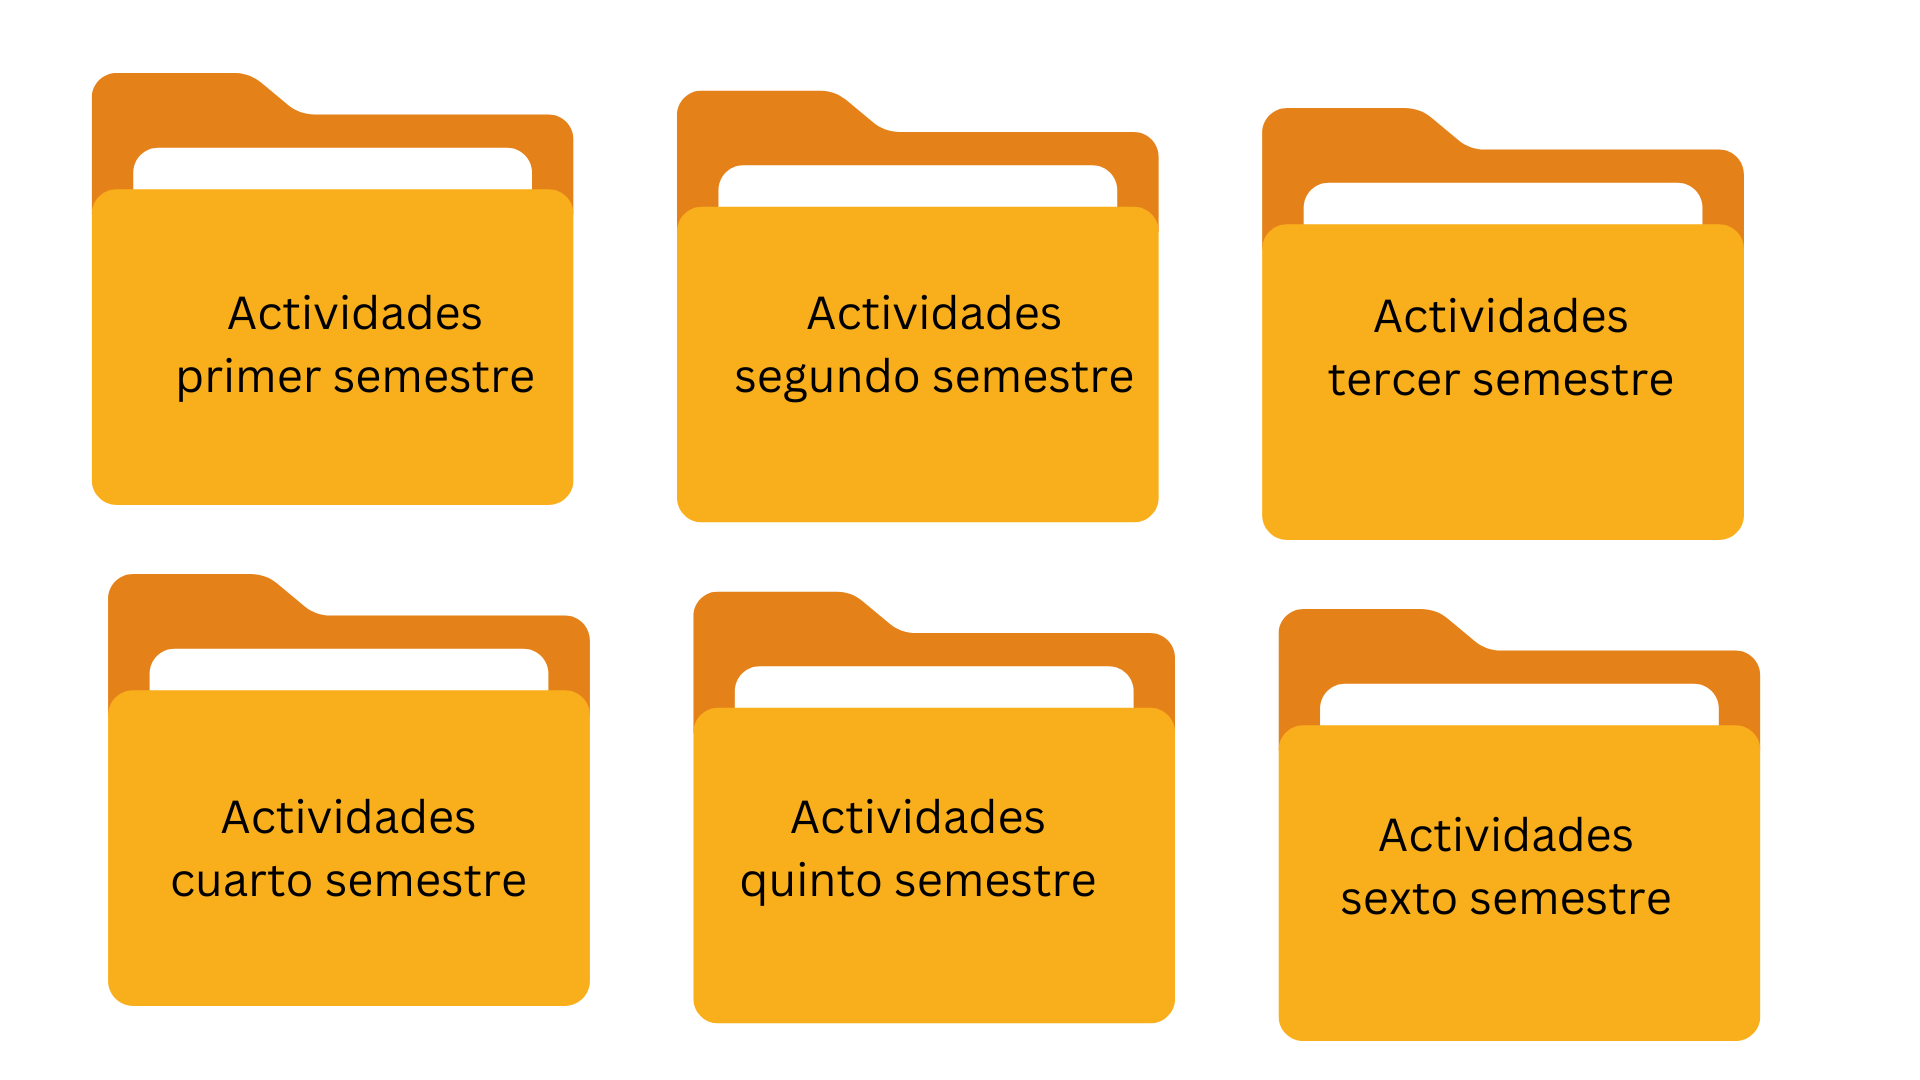 Actividades
primer semestre
Actividades
segundo semestre
Actividades
tercer semestre
Actividades
cuarto semestre
Actividades
quinto semestre
Actividades
sexto semestre